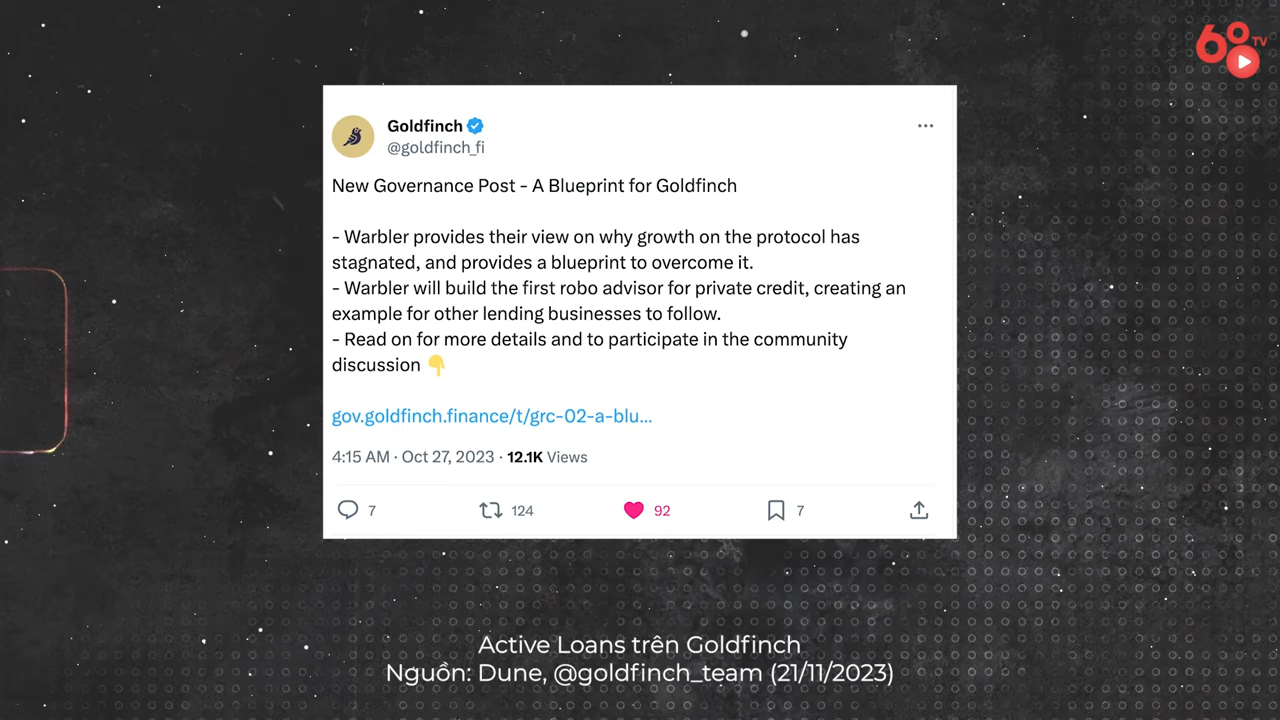 68 TV
Goldfinch
@goldfinch_fi
New Governance Post - A Blueprint for Goldfinch
- Warbler provides their view on why growth on the protocol has
stagnated, and provides a blueprint to overcome it.
- Warbler will build the first robo advisor for private credit, creating an
example for other lending businesses to follow.
- Read on for more details and to participate in the community
discussion 👇
gov.goldfinch.finance/t/grc-02-a-blu...
4:15 AM · Oct 27, 2023 · 12.1K Views
7 124 92 7
Active Loans trên Goldfinch
Nguồn: Dune, @goldfinch_team (21/11/2023)